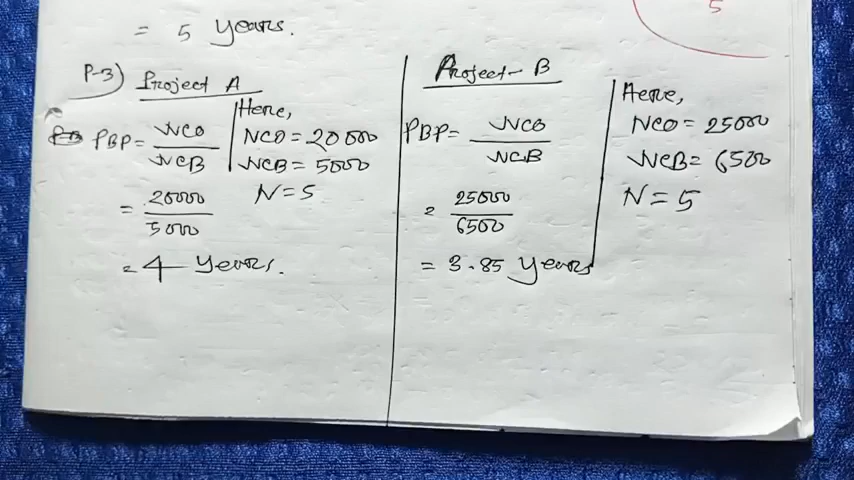 5
= 5 years.
P-3) Project A
PBP = NCO / NCB
= 20000 / 5000
= 4 years.
Here,
NCO = 20000
NCB = 5000
N = 5
Project - B
PBP = NCO / NCB
= 25000 / 6500
= 3.85 years
Here,
NCO = 25000
NCB = 6500
N = 5